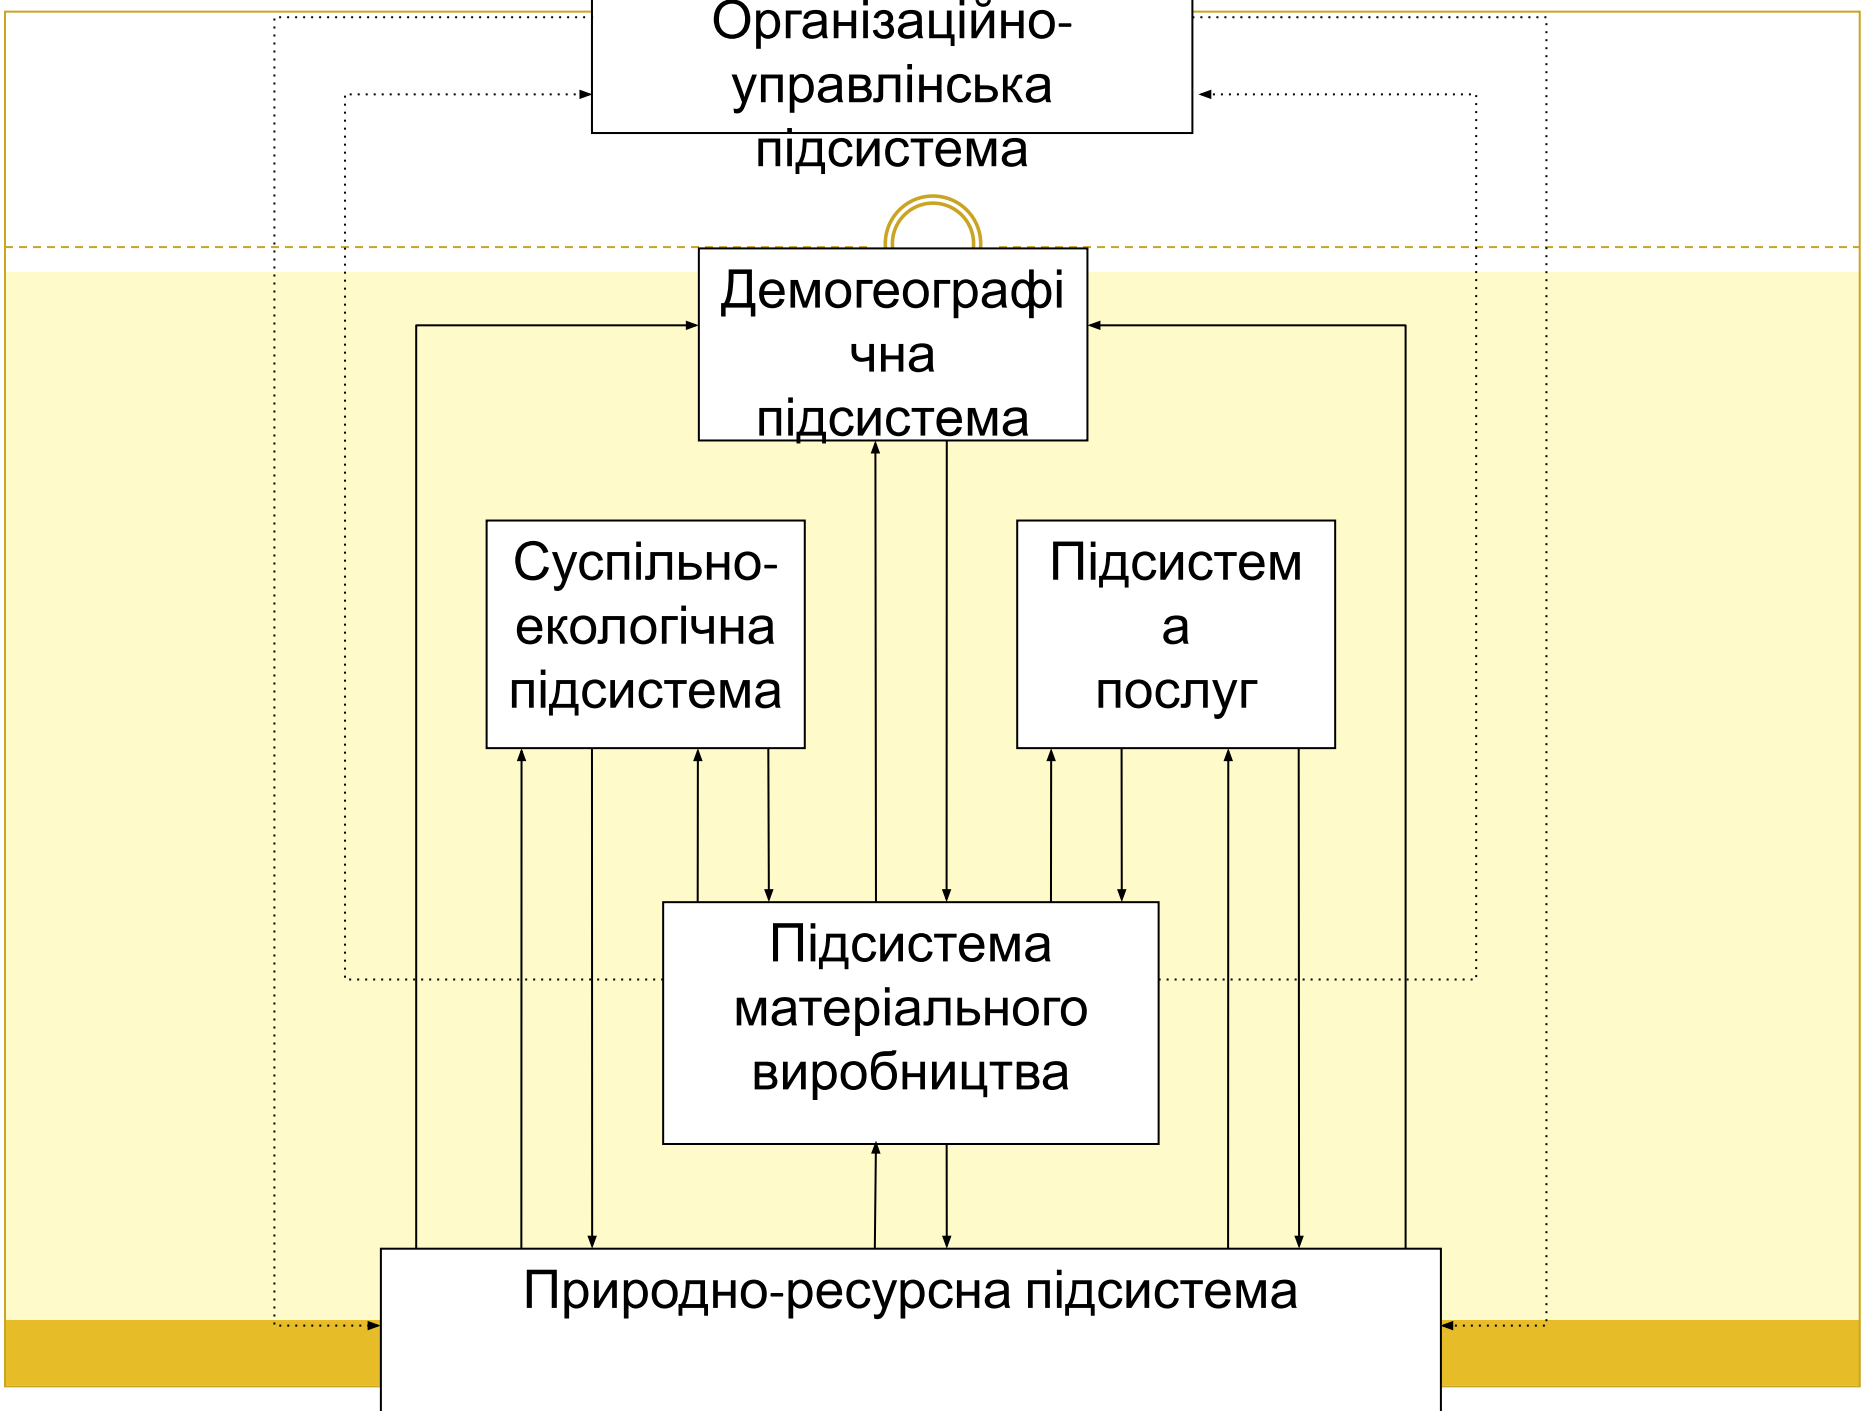 Організаційно-
управлінська
підсистема
Демогеографі
чна
підсистема
Суспільно-
екологічна
підсистема
Підсистем
а
послуг
Підсистема
матеріального
виробництва
Природно-ресурсна підсистема